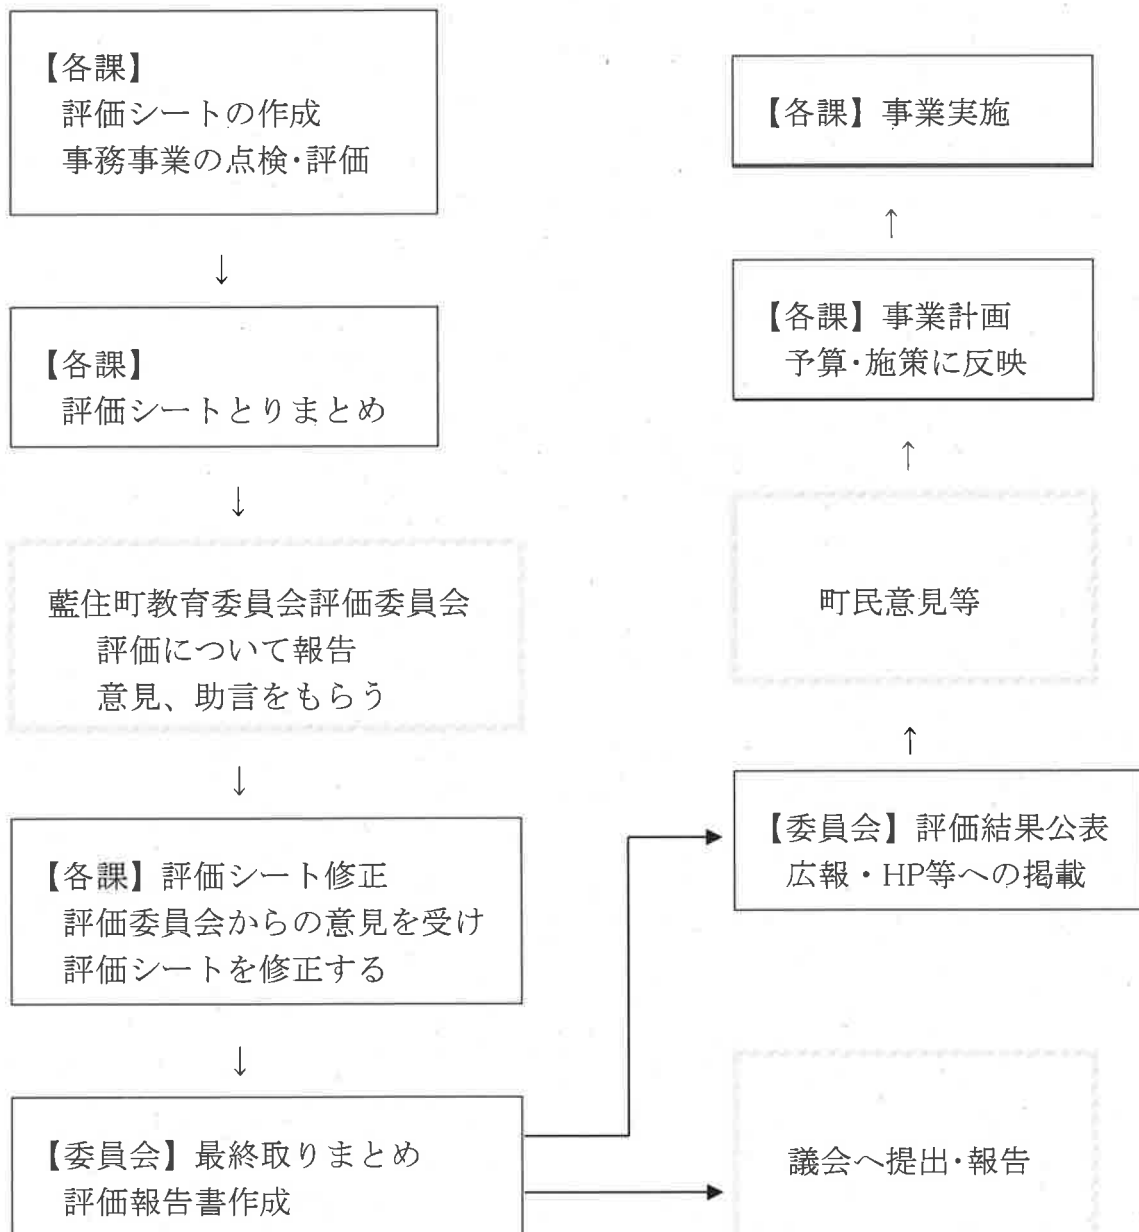 【各課】
評価シートの作成
事務事業の点検・評価
↓
【各課】
評価シートとりまとめ
↓
藍住町教育委員会評価委員会
評価について報告
意見、助言をもらう
↓
【各課】評価シート修正
評価委員会からの意見を受け
評価シートを修正する
↓
【委員会】最終取りまとめ
評価報告書作成
【各課】事業実施
↑
【各課】事業計画
予算・施策に反映
↑
町民意見等
↑
【委員会】評価結果公表
広報・HP等への掲載
議会へ提出・報告